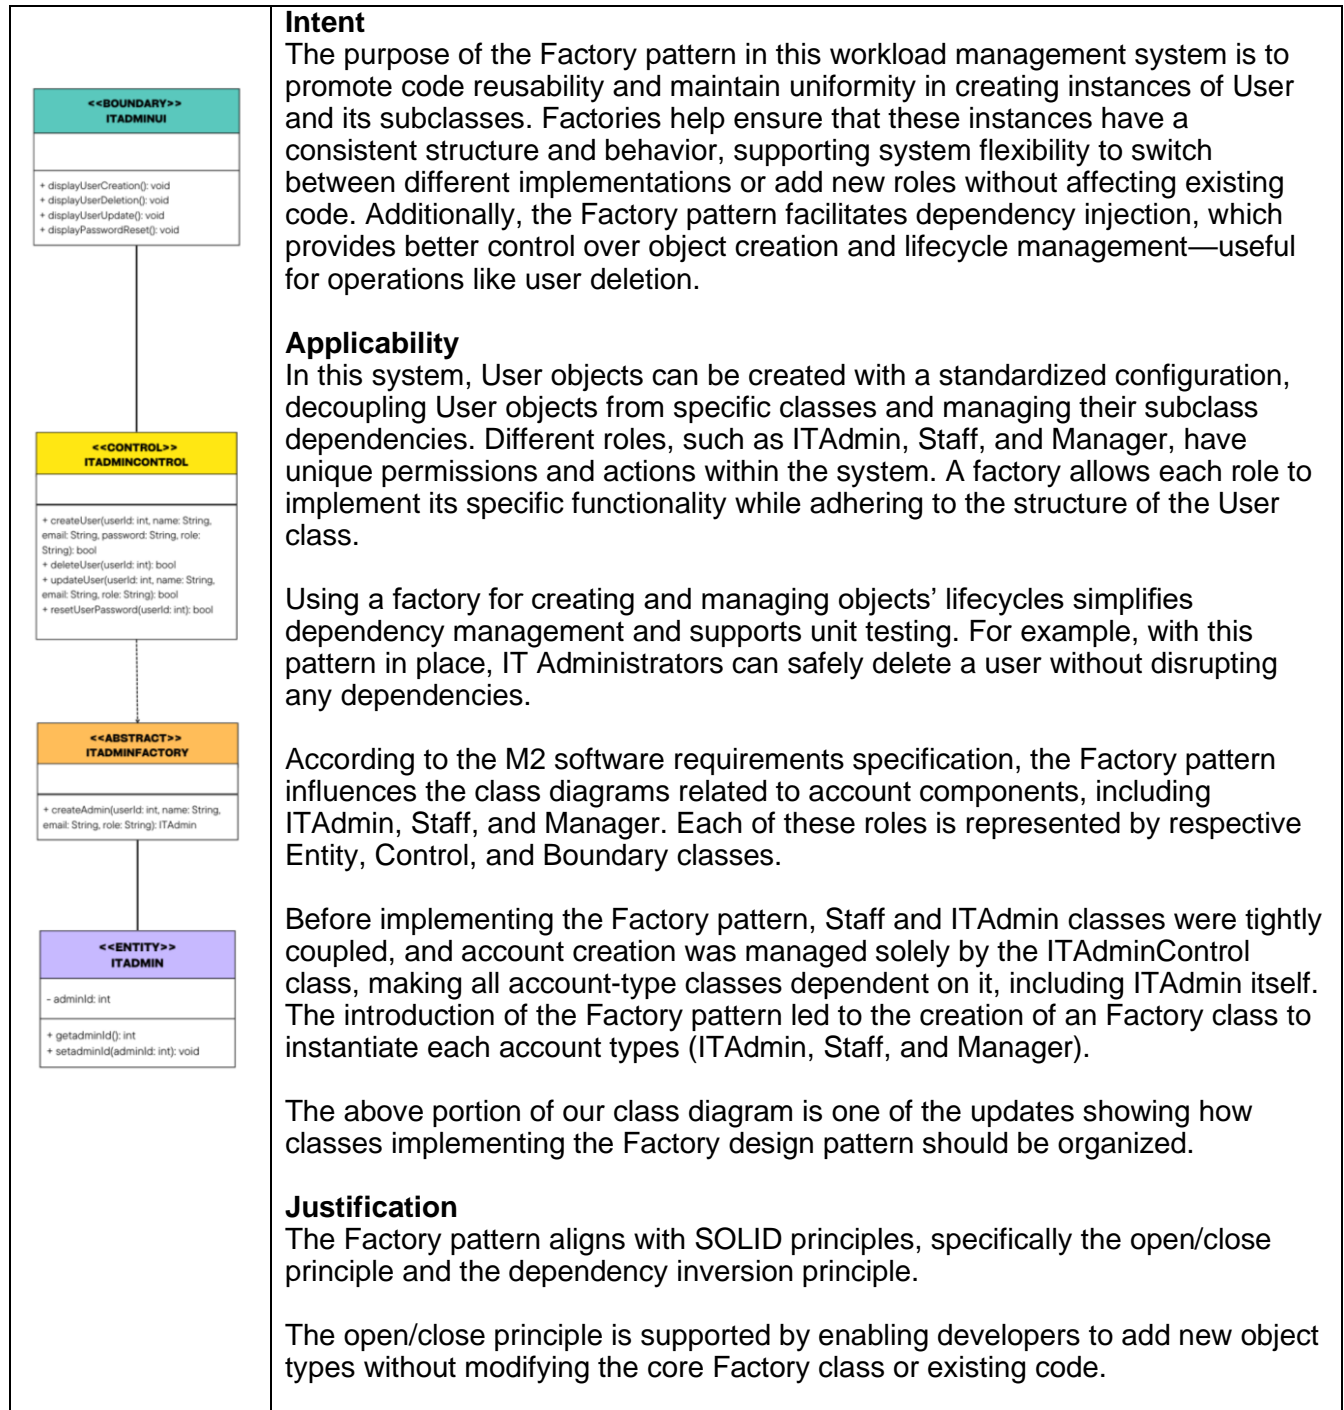 <<BOUNDARY>>
ITADMINUI
+ displayUserCreation(): void
+ displayUserDeletion(): void
+ displayUserUpdate(): void
+ displayPasswordReset(): void
<<CONTROL>>
ITADMINCONTROL
+ createUser(userId: int, name: String,
email: String, password: String, role:
String): bool
+ deleteUser(userId: int): bool
+ updateUser(userId: int, name: String,
email: String, role: String): bool
+ resetUserPassword(userId: int): bool
<<ABSTRACT>>
ITADMINFACTORY
+ createAdmin(userId: int, name: String,
email: String, role: String): ITAdmin
<<ENTITY>>
ITADMIN
- adminId: int
+ getadminId(): int
+ setadminId(adminId: int): void
Intent
The purpose of the Factory pattern in this workload management system is to
promote code reusability and maintain uniformity in creating instances of User
and its subclasses. Factories help ensure that these instances have a
consistent structure and behavior, supporting system flexibility to switch
between different implementations or add new roles without affecting existing
code. Additionally, the Factory pattern facilitates dependency injection, which
provides better control over object creation and lifecycle management—useful
for operations like user deletion.
Applicability
In this system, User objects can be created with a standardized configuration,
decoupling User objects from specific classes and managing their subclass
dependencies. Different roles, such as ITAdmin, Staff, and Manager, have
unique permissions and actions within the system. A factory allows each role to
implement its specific functionality while adhering to the structure of the User
class.
Using a factory for creating and managing objects’ lifecycles simplifies
dependency management and supports unit testing. For example, with this
pattern in place, IT Administrators can safely delete a user without disrupting
any dependencies.
According to the M2 software requirements specification, the Factory pattern
influences the class diagrams related to account components, including
ITAdmin, Staff, and Manager. Each of these roles is represented by respective
Entity, Control, and Boundary classes.
Before implementing the Factory pattern, Staff and ITAdmin classes were tightly
coupled, and account creation was managed solely by the ITAdminControl
class, making all account-type classes dependent on it, including ITAdmin itself.
The introduction of the Factory pattern led to the creation of an Factory class to
instantiate each account types (ITAdmin, Staff, and Manager).
The above portion of our class diagram is one of the updates showing how
classes implementing the Factory design pattern should be organized.
Justification
The Factory pattern aligns with SOLID principles, specifically the open/close
principle and the dependency inversion principle.
The open/close principle is supported by enabling developers to add new object
types without modifying the core Factory class or existing code.